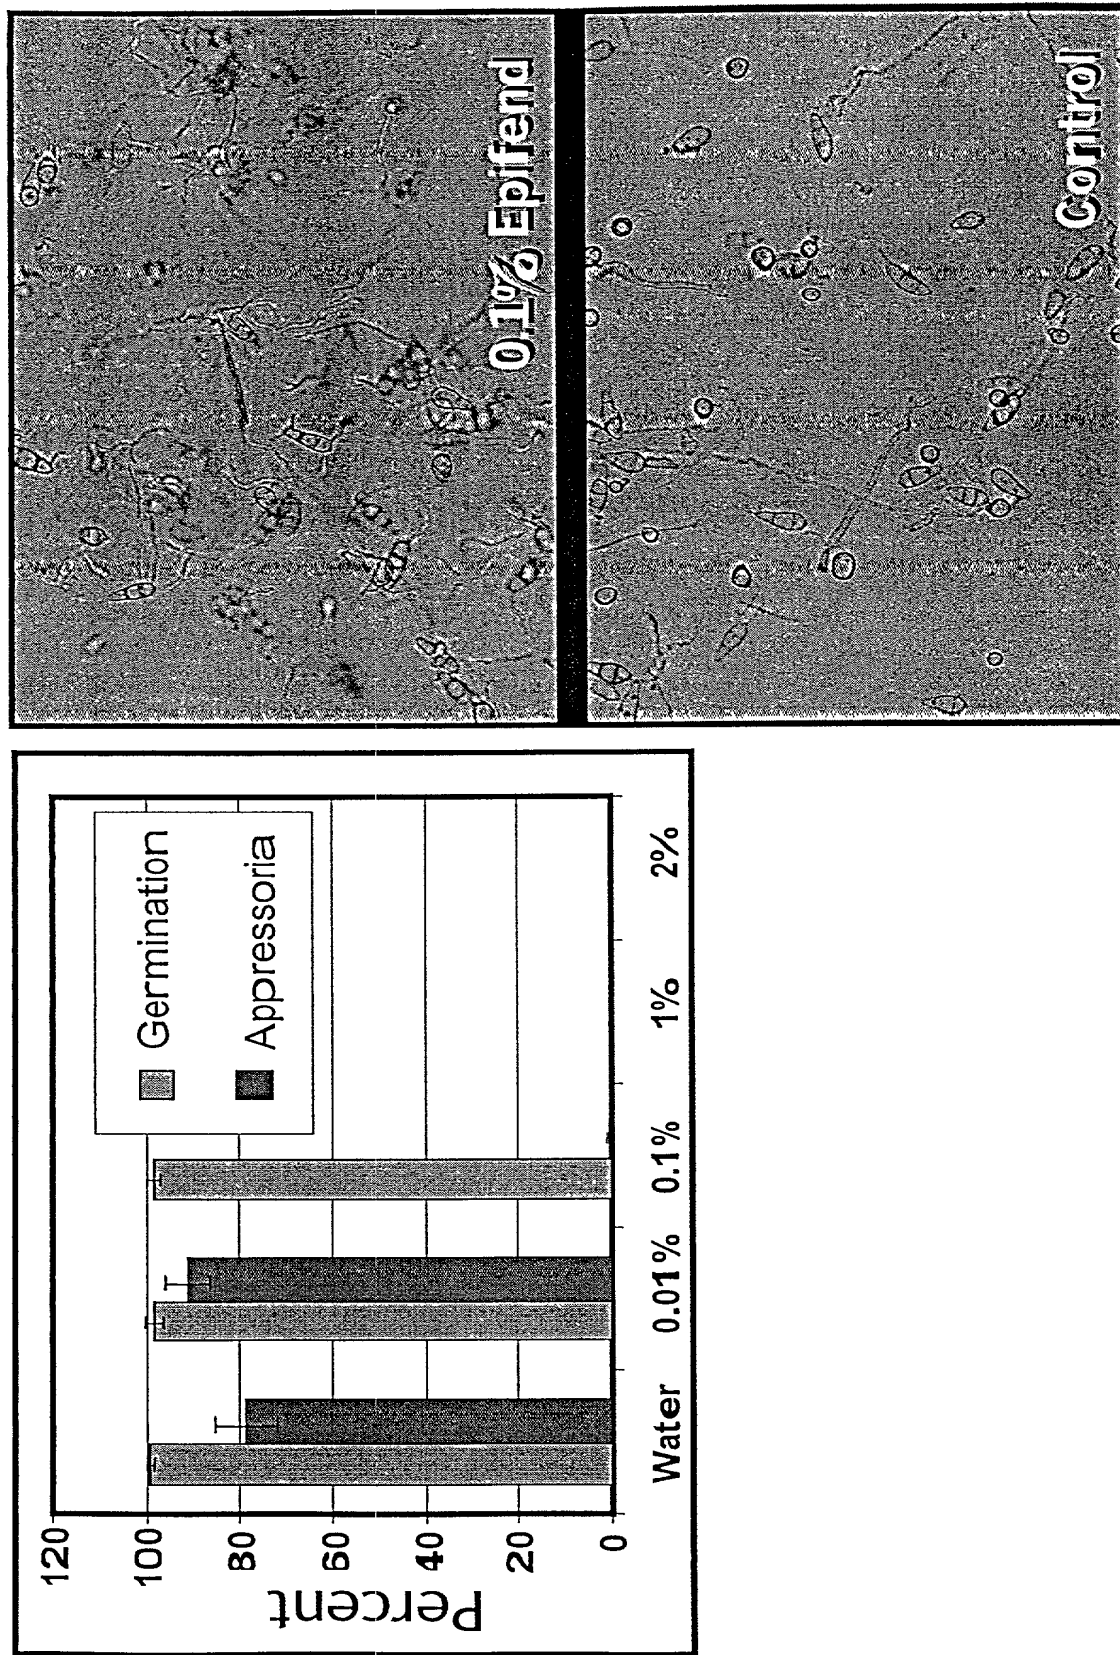 0.1% Epifend
Control
Percent
120
100
80
60
40
20
0
Germination
Appressoria
Water
0.01%
0.1%
1%
2%